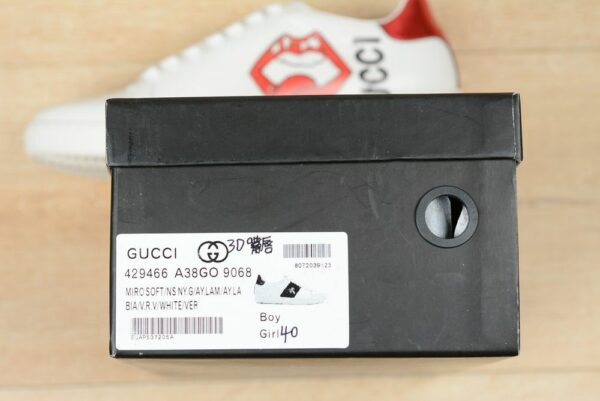 GUCCI
GUCCI 3D嘴唇
429466 A38GO 9068
8072039123
MIRO SOFT/NS NY.G/AY.LAM/AY.LA
BIA/V.R.V/WHITE/VER
Boy
Girl 40